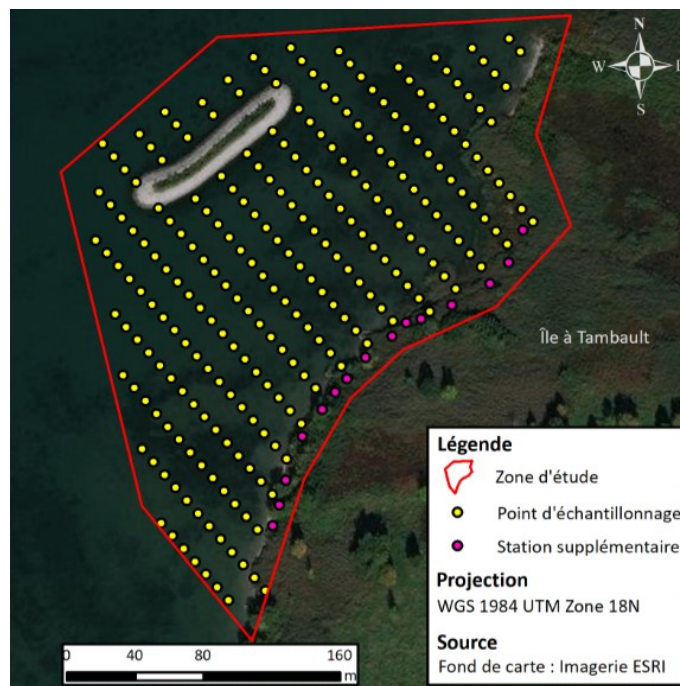 N
W
S
Île à Tambault
Légende
Zone d'étude
Point d'échantillonnage
Station supplémentaire
Projection
WGS 1984 UTM Zone 18N
Source
Fond de carte : Imagerie ESRI
0 40 80 160
m